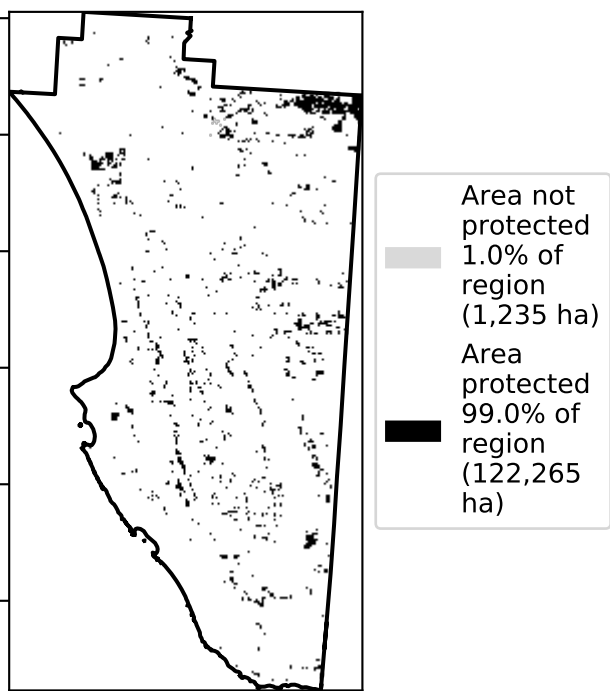 Area not
protected
1.0% of
region
(1,235 ha)
Area
protected
99.0% of
region
(122,265
ha)